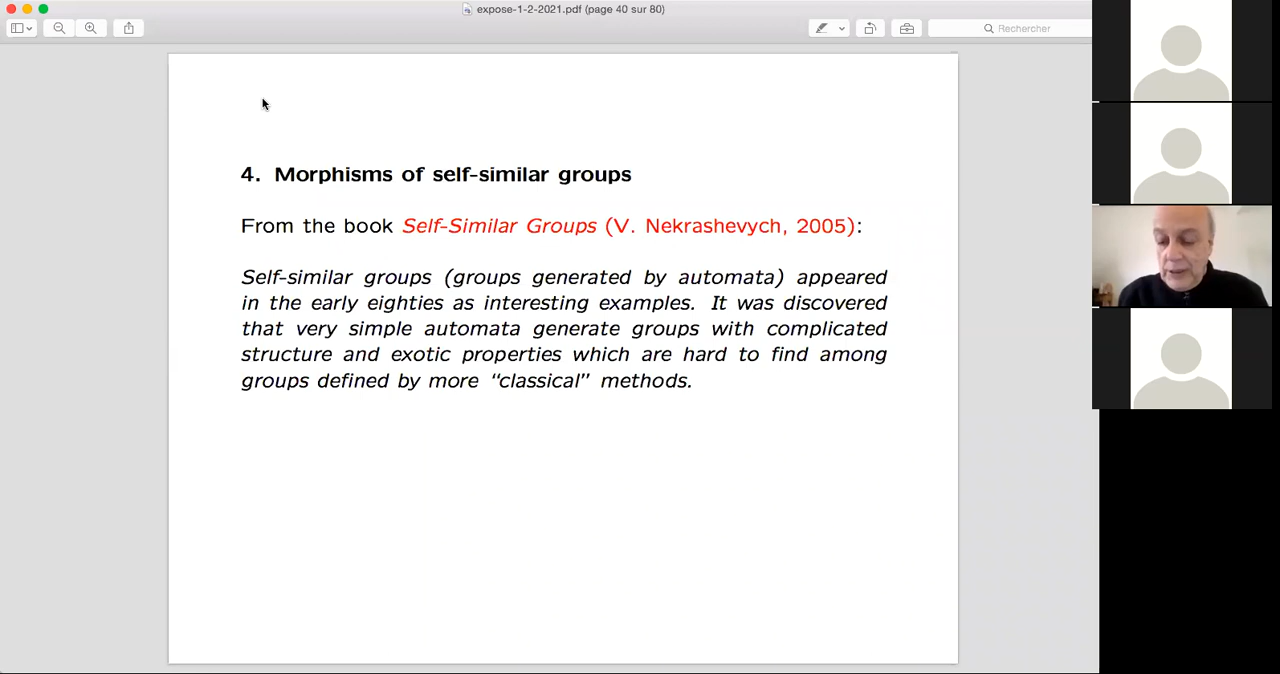 expose-1-2-2021.pdf (page 40 sur 80)
Rechercher
4. Morphisms of self-similar groups
From the book Self-Similar Groups (V. Nekrashevych, 2005):
Self-similar groups (groups generated by automata) appeared
in the early eighties as interesting examples. It was discovered
that very simple automata generate groups with complicated
structure and exotic properties which are hard to find among
groups defined by more “classical” methods.